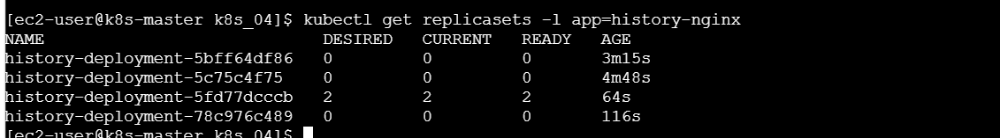 [ec2-user@k8s-master k8s_04]$ kubectl get replicasets -l app=history-nginx
NAME DESIRED CURRENT READY AGE
history-deployment-5bff64df86 0 0 0 3m15s
history-deployment-5c75c4f75 0 0 0 4m48s
history-deployment-5fd77dcccb 2 2 2 64s
history-deployment-78c976c489 0 0 0 116s
[ec2-user@k8s-master k8s_04]$